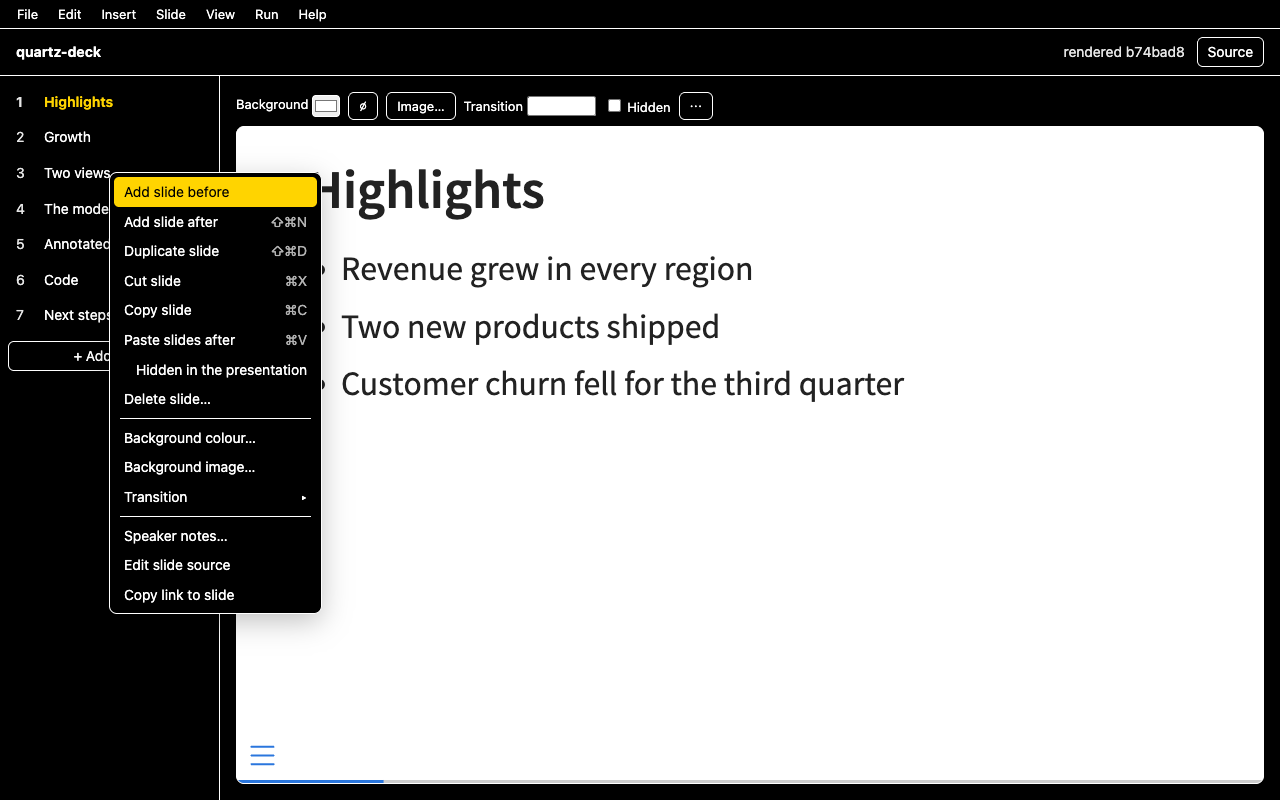 File Edit Insert Slide View Run Help
quartz-deck
rendered b74bad8 Source
1 Highlights
2 Growth
3 Two views
4 The mode
5 Annotated
6 Code
7 Next steps
+ Add
Background ø Image... Transition Hidden ...
Add slide before
Add slide after ⇧⌘N
Duplicate slide ⇧⌘D
Cut slide ⌘X
Copy slide ⌘C
Paste slides after ⌘V
Hidden in the presentation
Delete slide...
Background colour...
Background image...
Transition ▸
Speaker notes...
Edit slide source
Copy link to slide
Highlights
• Revenue grew in every region
• Two new products shipped
• Customer churn fell for the third quarter